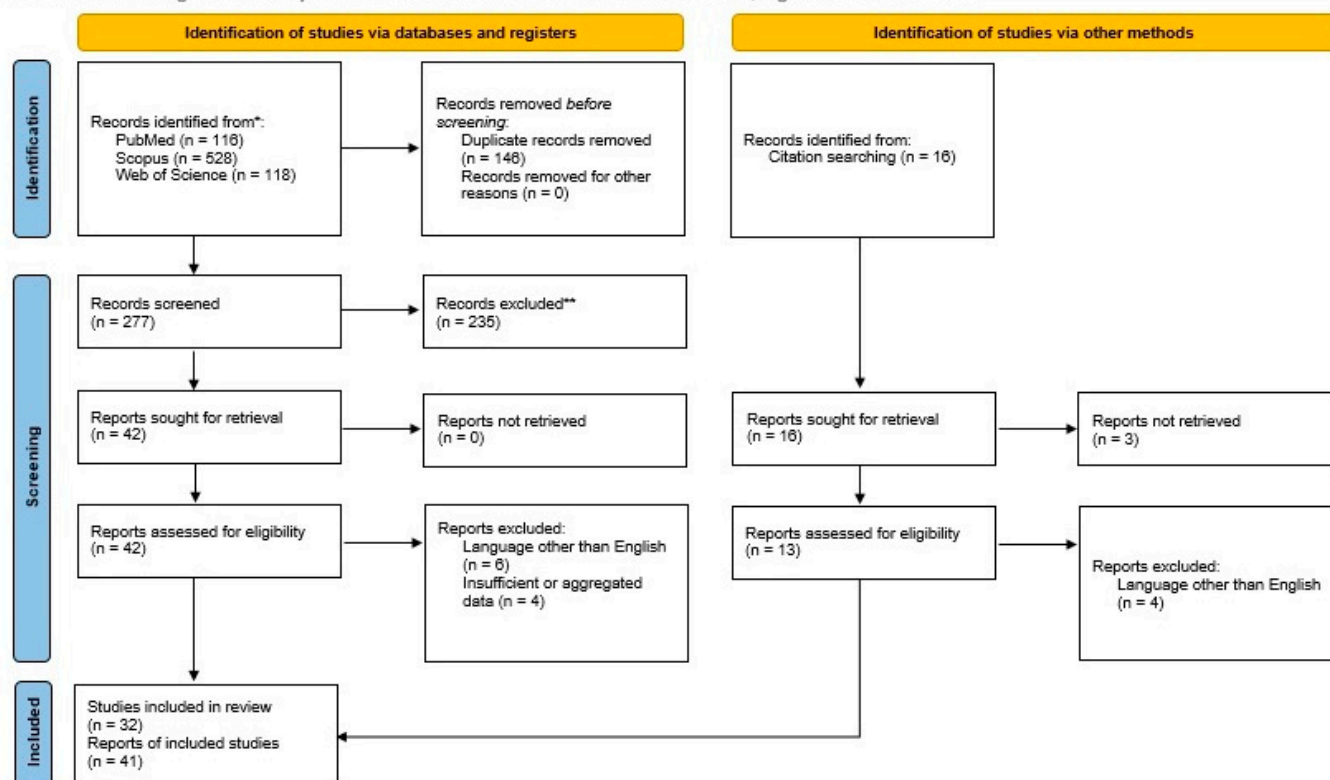 Identification of studies via databases and registers
Identification of studies via other methods
Identification
Records identified from*:
PubMed (n = 116)
Scopus (n = 528)
Web of Science (n = 118)
Records removed before
screening:
Duplicate records removed
(n = 146)
Records removed for other
reasons (n = 0)
Records identified from:
Citation searching (n = 16)
Screening
Records screened
(n = 277)
Records excluded**
(n = 235)
Reports sought for retrieval
(n = 42)
Reports not retrieved
(n = 0)
Reports sought for retrieval
(n = 16)
Reports not retrieved
(n = 3)
Reports assessed for eligibility
(n = 42)
Reports excluded:
Language other than English
(n = 6)
Insufficient or aggregated
data (n = 4)
Reports assessed for eligibility
(n = 13)
Reports excluded:
Language other than English
(n = 4)
Included
Studies included in review
(n = 32)
Reports of included studies
(n = 41)